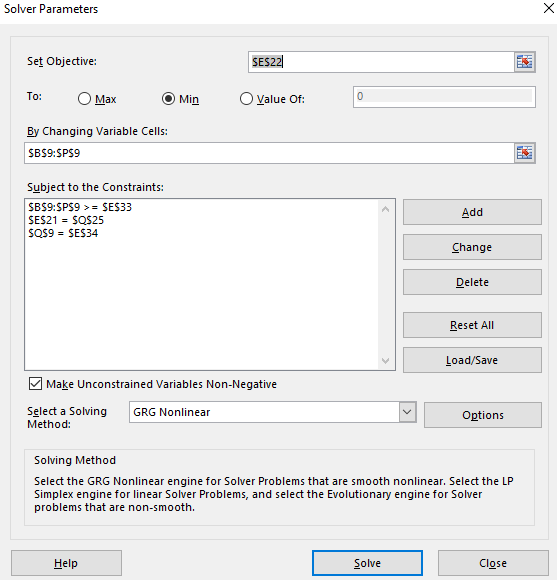 Solver Parameters
Set Objective:
$E$22
To:
Max
Min
Value Of:
0
By Changing Variable Cells:
$B$9:$P$9
Subject to the Constraints:
$B$9:$P$9 >= $E$33
$E$21 = $Q$25
$Q$9 = $E$34
Add
Change
Delete
Reset All
Load/Save
Make Unconstrained Variables Non-Negative
Select a Solving
Method:
GRG Nonlinear
Options
Solving Method
Select the GRG Nonlinear engine for Solver Problems that are smooth nonlinear. Select the LP
Simplex engine for linear Solver Problems, and select the Evolutionary engine for Solver
problems that are non-smooth.
Help
Solve
Close